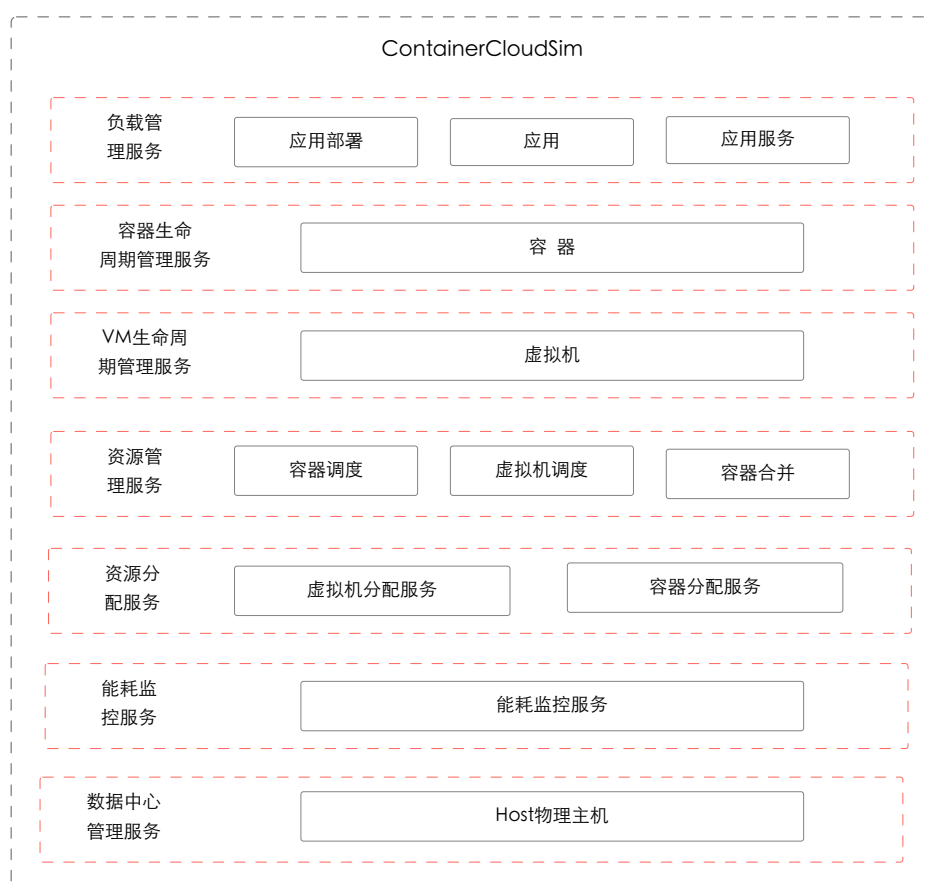 ContainerCloudSim
负载管
理服务
应用部署
应用
应用服务
容器生命
周期管理服务
容 器
VM生命周
期管理服务
虚拟机
资源管
理服务
容器调度
虚拟机调度
容器合并
资源分
配服务
虚拟机分配服务
容器分配服务
能耗监
控服务
能耗监控服务
数据中心
管理服务
Host物理主机